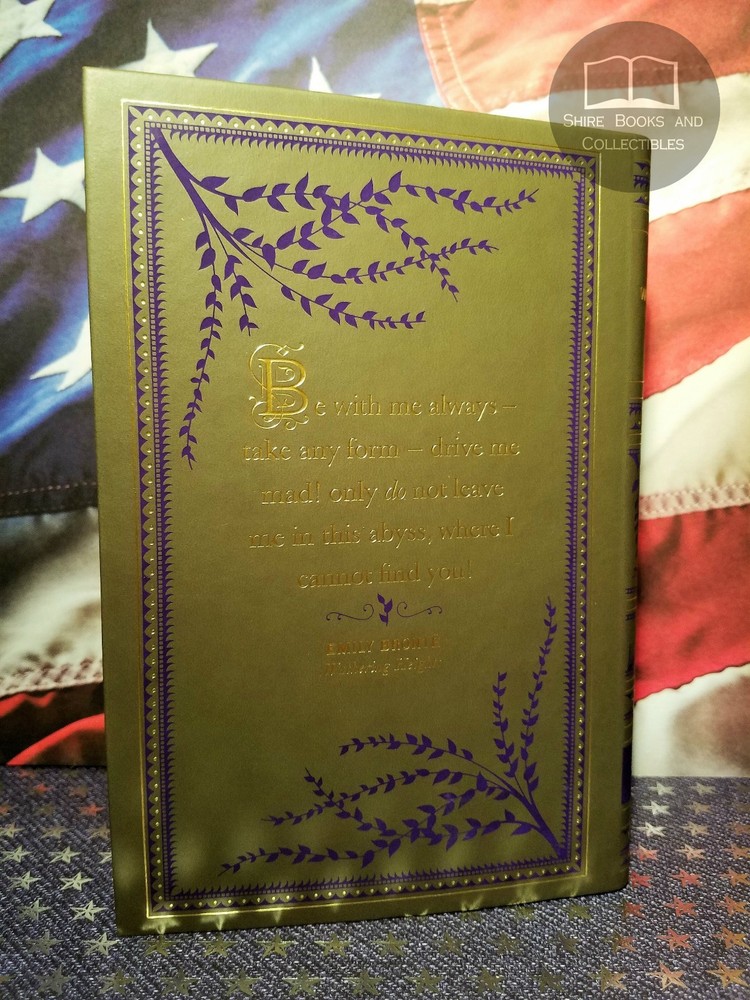 SHIRE BOOKS AND
COLLECTIBLES
Be with me always –
take any form – drive me
mad! only do not leave
me in this abyss, where I
cannot find you!
EMILY BRONTË
Wuthering Heights